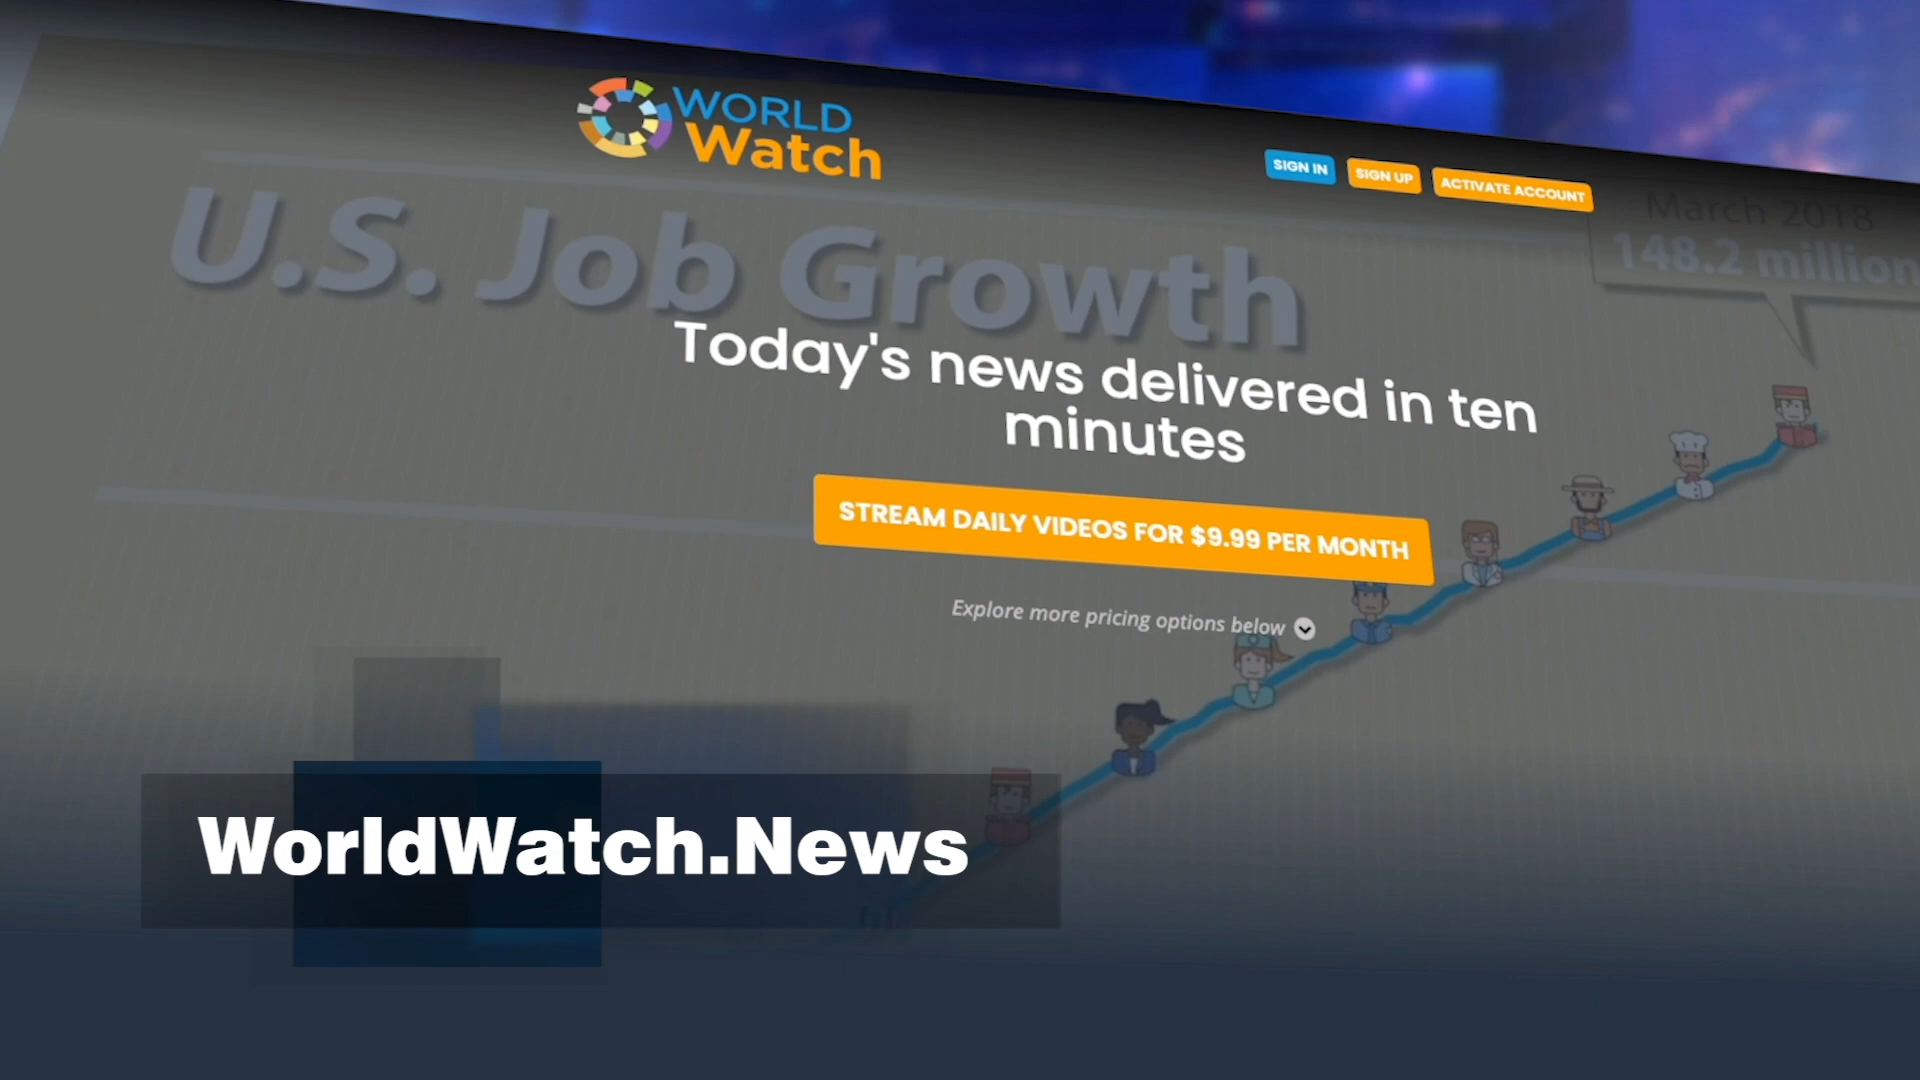 WORLD
Watch
SIGN IN
SIGN UP
ACTIVATE ACCOUNT
March 2018
148.2 million
U.S. Job Growth
Today's news delivered in ten
minutes
STREAM DAILY VIDEOS FOR $9.99 PER MONTH
Explore more pricing options below
WorldWatch.News